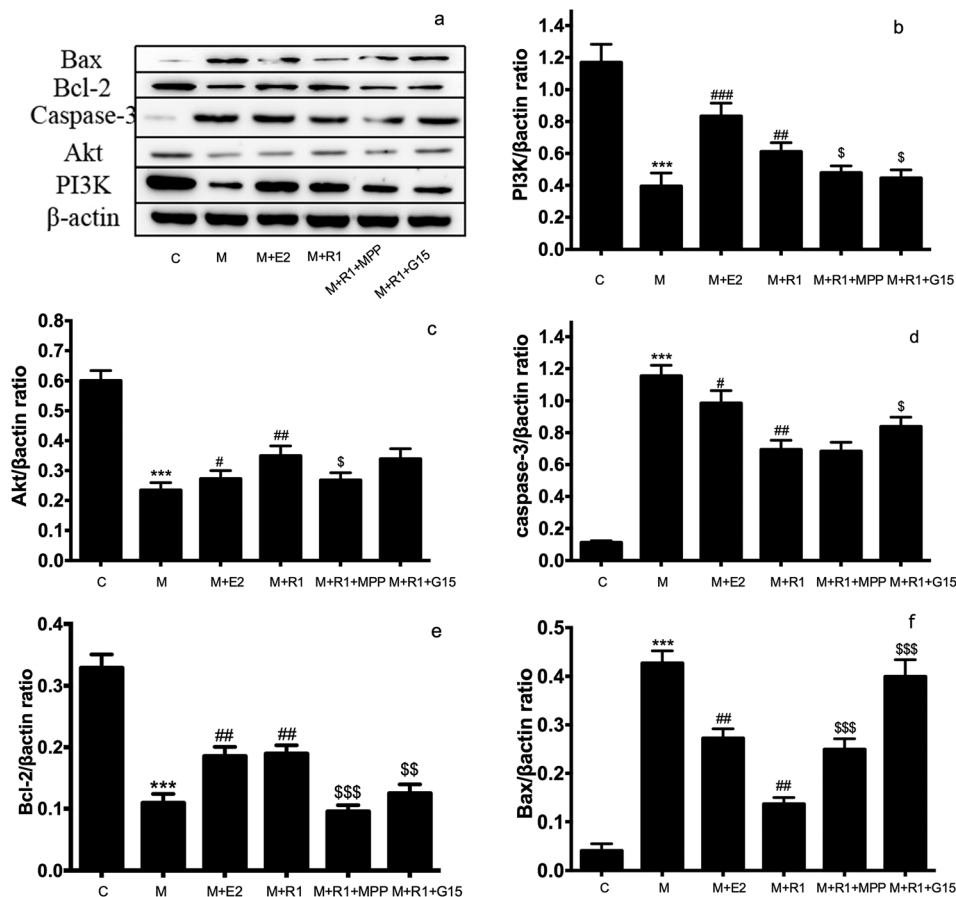 a
Bax
Bcl-2
Caspase-3
Akt
PI3K
β-actin
C M M+E2 M+R1 M+R1+MPP M+R1+G15
b
PI3K/βactin ratio
1.4
1.2
1.0
0.8
0.6
0.4
0.2
0.0
*** ### ## $ $
C M M+E2 M+R1 M+R1+MPP M+R1+G15
c
Akt/βactin ratio
0.8
0.7
0.6
0.5
0.4
0.3
0.2
0.1
0.0
*** # ## $
C M M+E2 M+R1 M+R1+MPP M+R1+G15
d
caspase-3/βactin ratio
1.4
1.2
1.0
0.8
0.6
0.4
0.2
0.0
*** # ## $
C M M+E2 M+R1 M+R1+MPP M+R1+G15
e
Bcl-2/βactin ratio
0.4
0.3
0.2
0.1
0.0
*** ## ## $$$ $$
C M M+E2 M+R1 M+R1+MPP M+R1+G15
f
Bax/βactin ratio
0.5
0.4
0.3
0.2
0.1
0.0
*** ## ## $$$ $$$
C M M+E2 M+R1 M+R1+MPP M+R1+G15